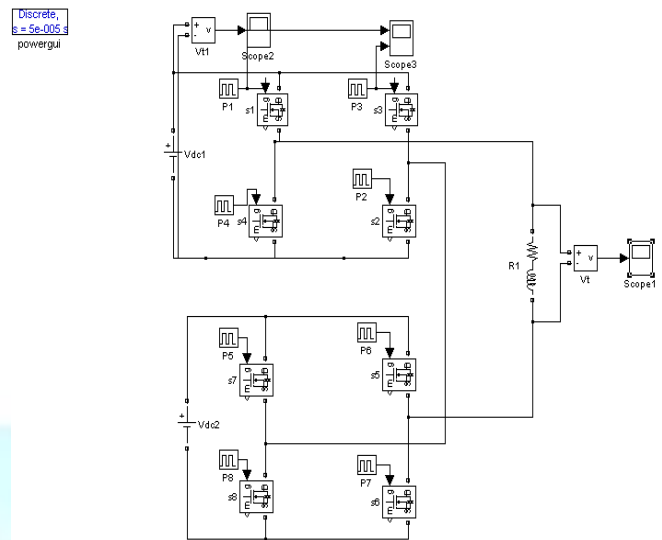 Discrete,
s = 5e-005 s
powergui
+
-
v
Vt1
Scope2
Scope3
P1
g
D
S
m
s1
P3
g
D
S
m
s3
+
Vdc1
P4
g
D
S
m
s4
P2
g
D
S
m
s2
R1
+
-
v
Vt
Scope1
P5
g
D
S
m
s7
P6
g
D
S
m
s5
+
Vdc2
P8
g
D
S
m
s8
P7
g
D
S
m
s6